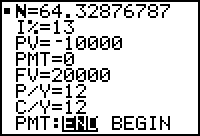 N=64.32876787
I%=13
PV=-10000
PMT=0
FV=20000
P/Y=12
C/Y=12
PMT:END BEGIN